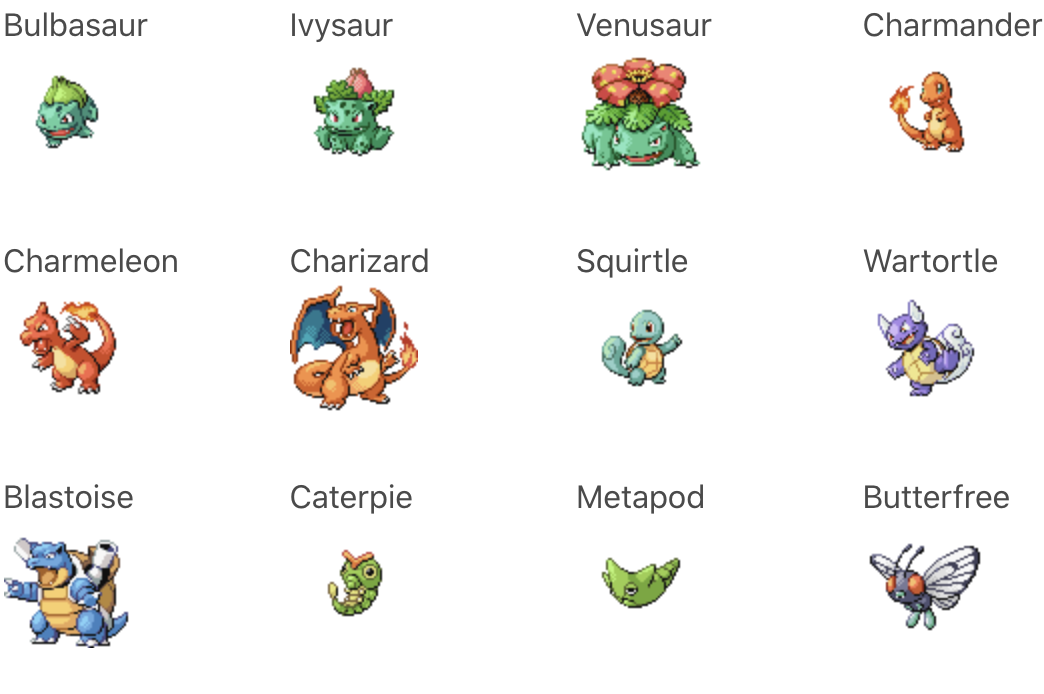 Bulbasaur
Ivysaur
Venusaur
Charmander
Charmeleon
Charizard
Squirtle
Wartortle
Blastoise
Caterpie
Metapod
Butterfree